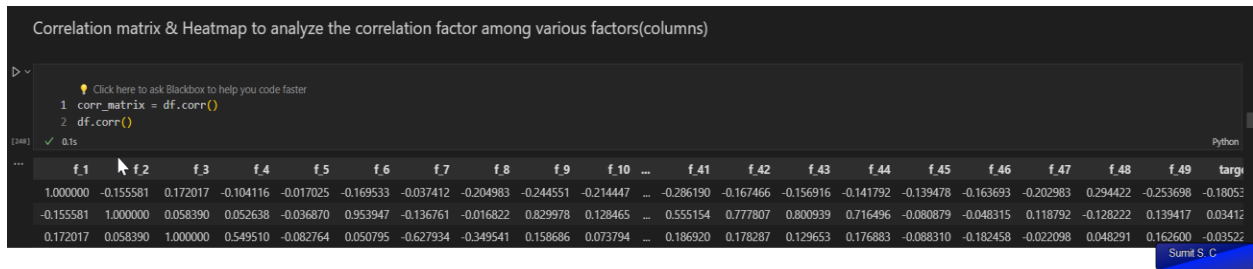 Correlation matrix & Heatmap to analyze the correlation factor among various factors(columns)
Click here to ask Blackbox to help you code faster
1 corr_matrix = df.corr()
2 df.corr()
[248] 0.1s Python
... f_1 f_2 f_3 f_4 f_5 f_6 f_7 f_8 f_9 f_10 ... f_41 f_42 f_43 f_44 f_45 f_46 f_47 f_48 f_49 targe
1.000000 -0.155581 0.172017 -0.104116 -0.017025 -0.169533 -0.037412 -0.204983 -0.244551 -0.214447 ... -0.286190 -0.167466 -0.156916 -0.141792 -0.139478 -0.163693 -0.202983 0.294422 -0.253698 -0.18053
-0.155581 1.000000 0.058390 0.052638 -0.036870 0.953947 -0.136761 -0.016822 0.829978 0.128465 ... 0.555154 0.777807 0.800939 0.716496 -0.080879 -0.048315 0.118792 -0.128222 0.139417 0.03412
0.172017 0.058390 1.000000 0.549510 -0.082764 0.050795 -0.627934 -0.349541 0.158686 0.073794 ... 0.186920 0.178287 0.129653 0.176883 -0.088310 -0.182458 -0.022098 0.048291 0.162600 -0.03522
Sumit S. C